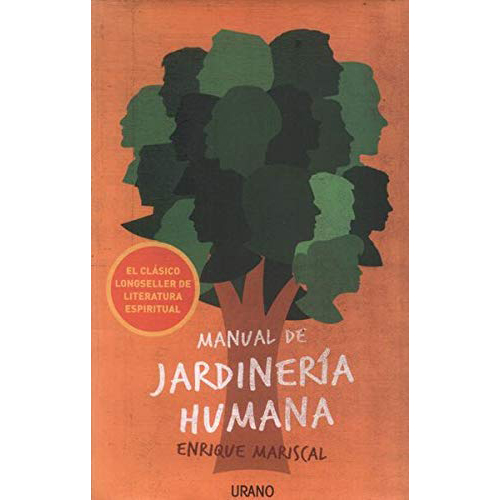 EL CLÁSICO
LONGSELLER DE
LITERATURA
ESPIRITUAL
MANUAL DE
JARDINERÍA
HUMANA
ENRIQUE MARISCAL
URANO